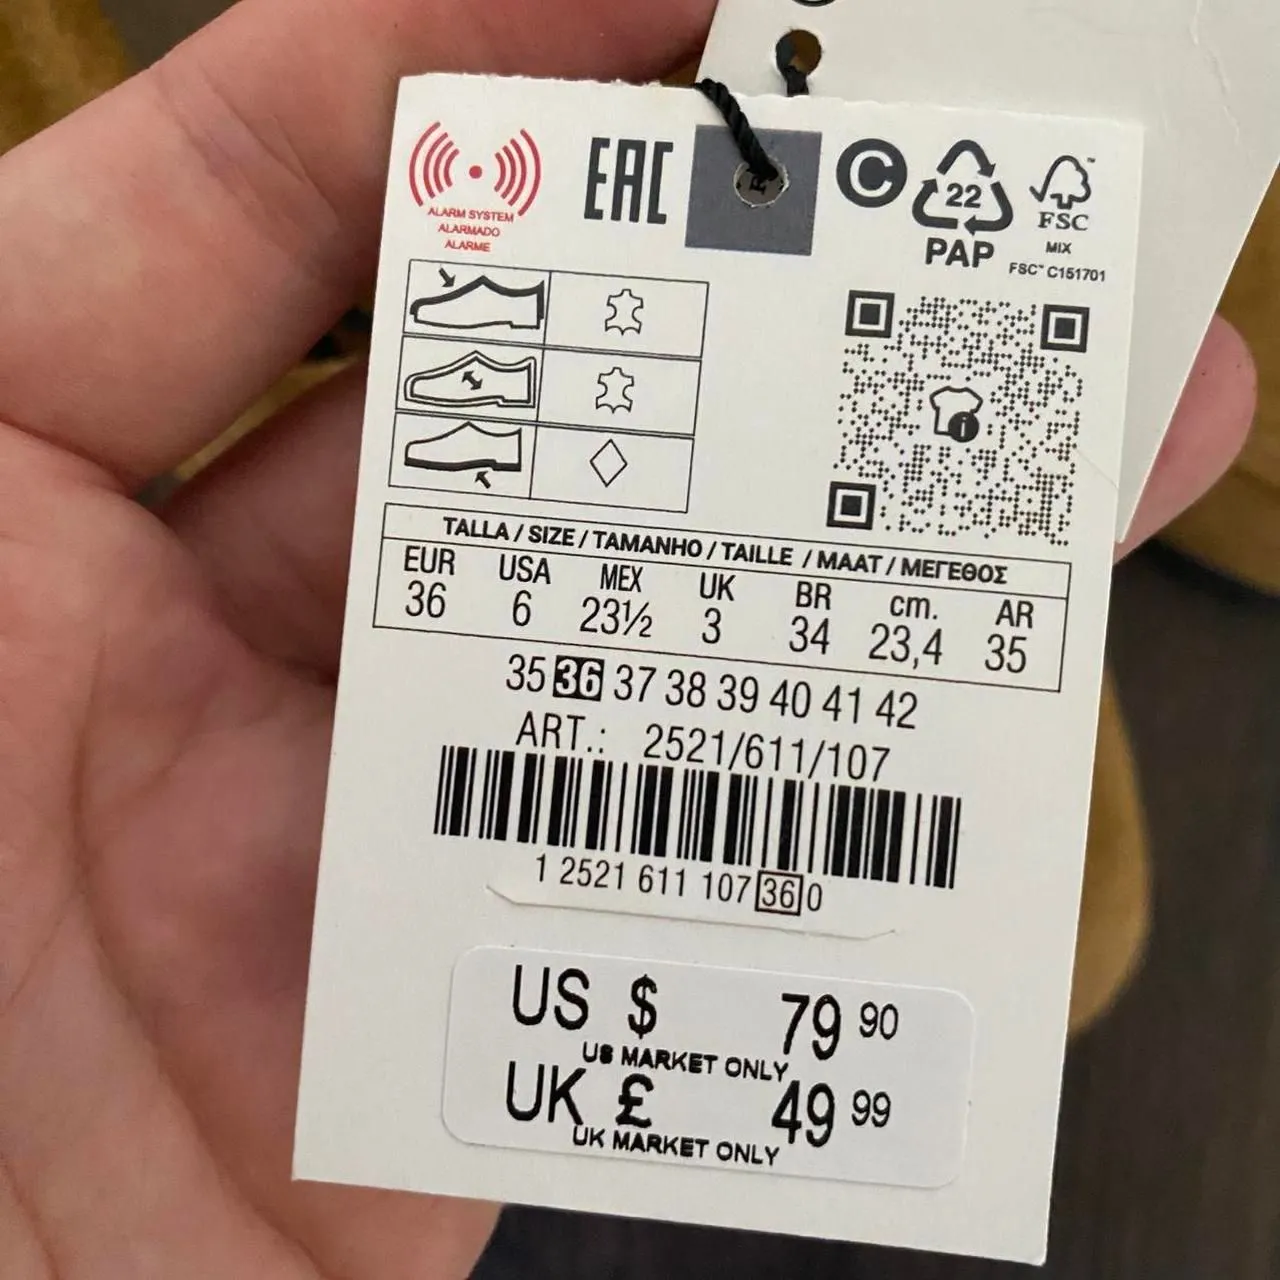 ALARM SYSTEM
ALARMADO
ALARME
EAC
C
22
PAP
FSC™
MIX
FSC™ C151701
i
TALLA / SIZE / TAMANHO / TAILLE / MAAT / ΜΕΓΕΘΟΣ
EUR USA MEX UK BR cm. AR
36 6 23½ 3 34 23,4 35
35 36 37 38 39 40 41 42
ART.: 2521/611/107
1 2521 611 107 36 0
US $ 79 90
US MARKET ONLY
UK £ 49 99
UK MARKET ONLY